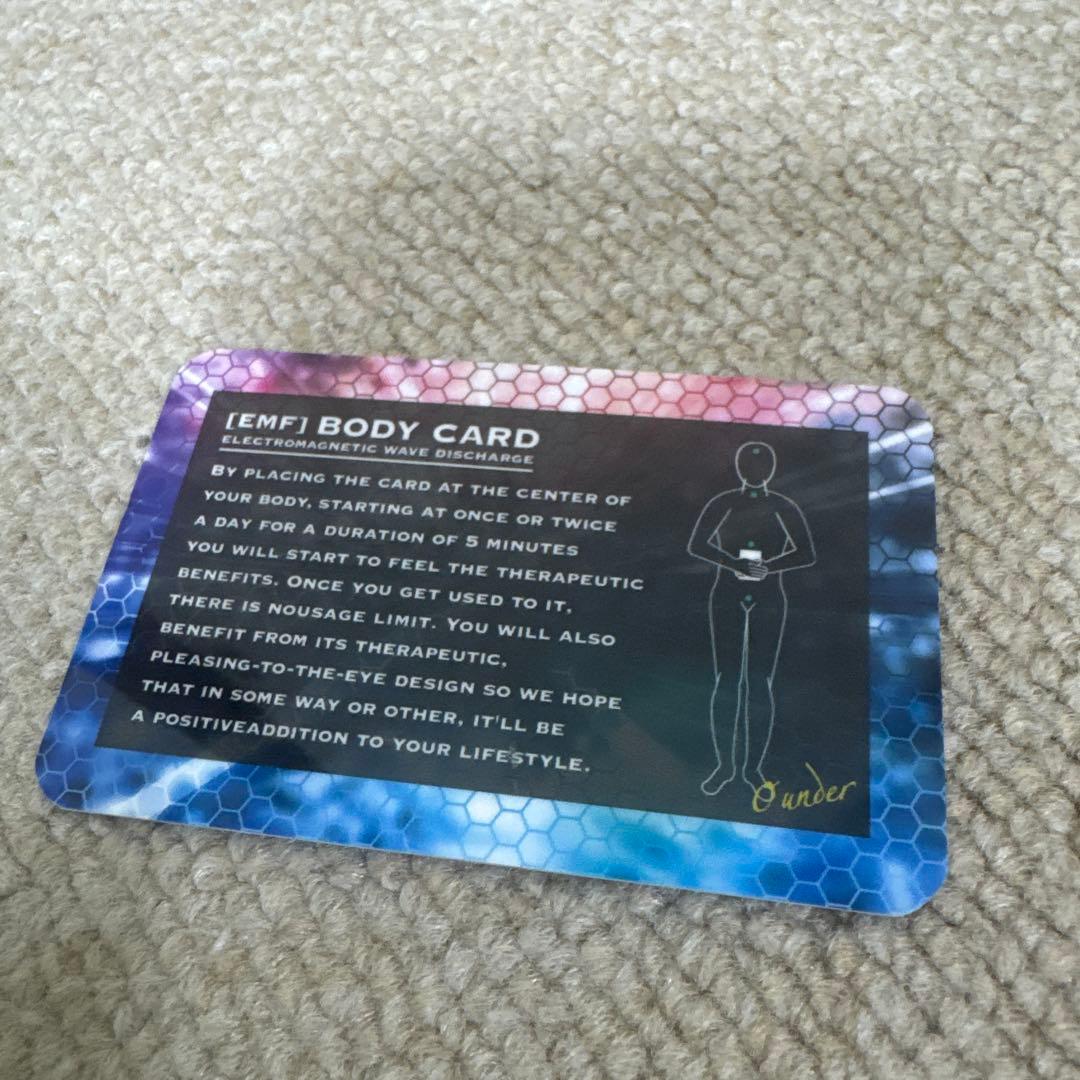 [EMF] BODY CARD
ELECTROMAGNETIC WAVE DISCHARGE
BY PLACING THE CARD AT THE CENTER OF
YOUR BODY, STARTING AT ONCE OR TWICE
A DAY FOR A DURATION OF 5 MINUTES
YOU WILL START TO FEEL THE THERAPEUTIC
BENEFITS. ONCE YOU GET USED TO IT,
THERE IS NOUSAGE LIMIT. YOU WILL ALSO
BENEFIT FROM ITS THERAPEUTIC,
PLEASING-TO-THE-EYE DESIGN SO WE HOPE
THAT IN SOME WAY OR OTHER, IT'LL BE
A POSITIVEADDITION TO YOUR LIFESTYLE.
under